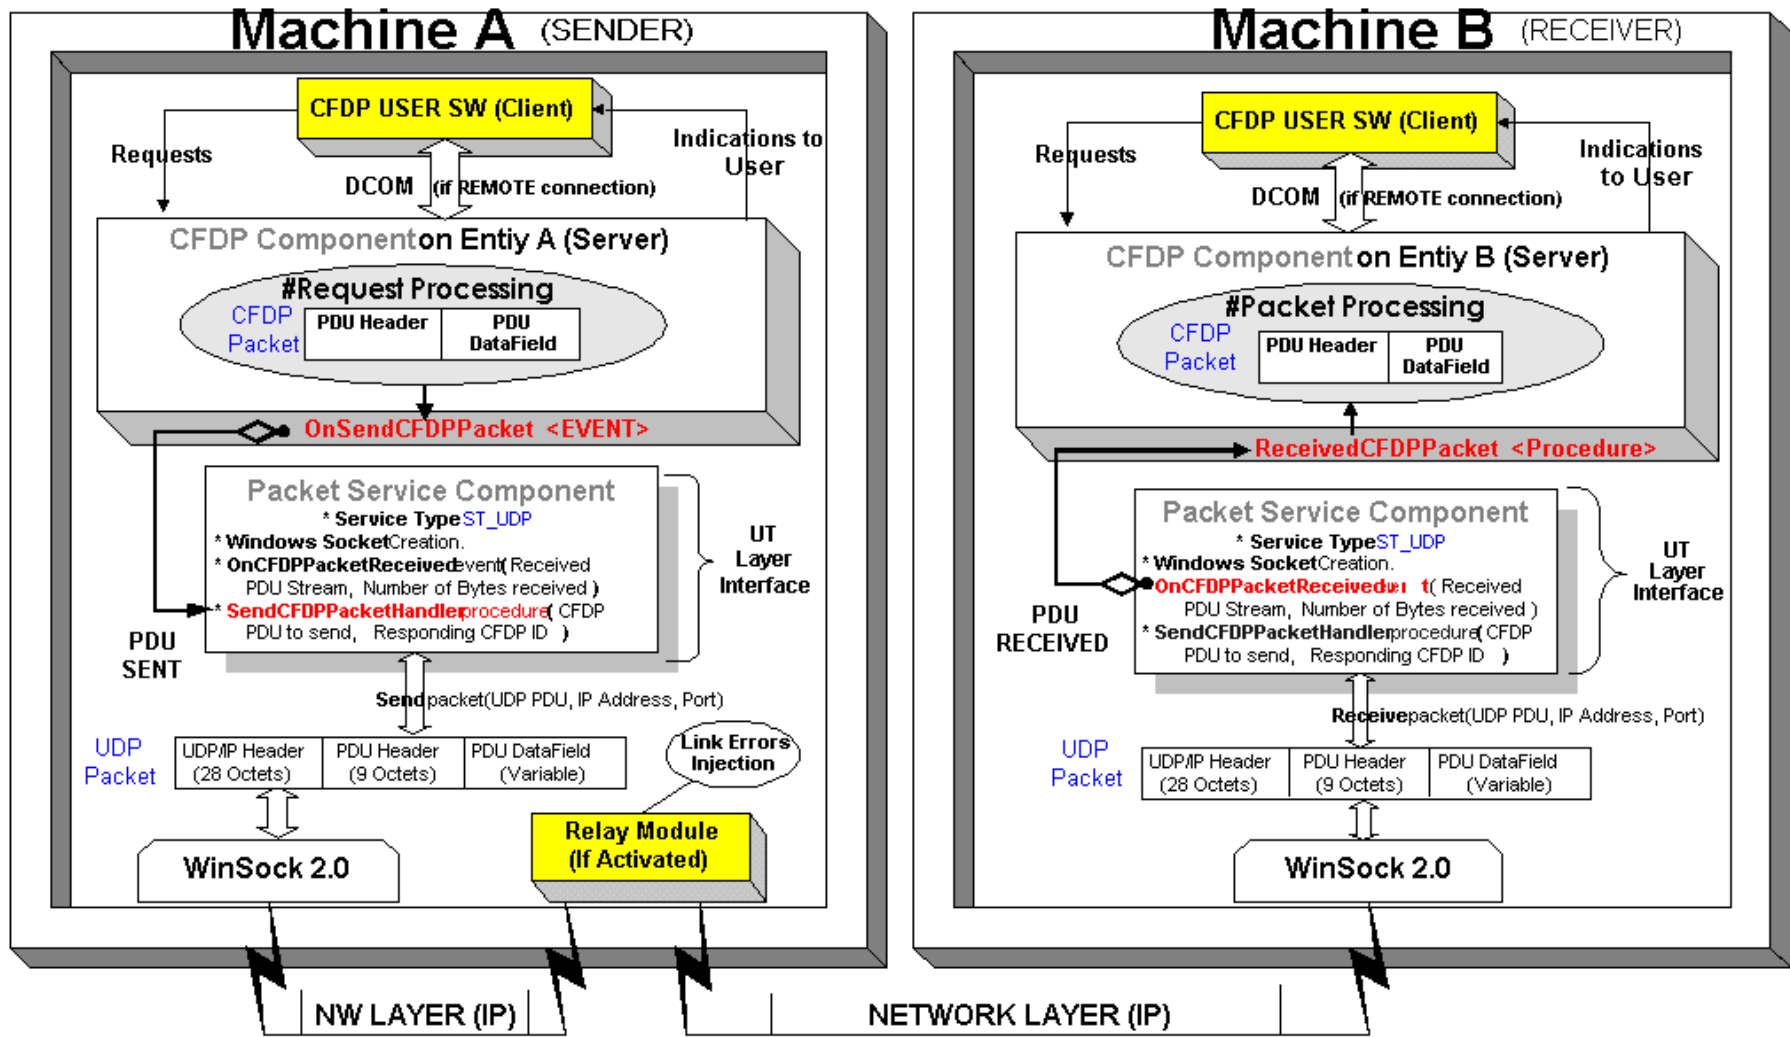 Machine A (SENDER)
CFDP USER SW (Client)
Requests
Indications to
User
DCOM (if REMOTE connection)
CFDP Component on Entiy A (Server)
#Request Processing
CFDP
Packet
PDU Header
PDU
DataField
OnSendCFDPPacket <EVENT>
Packet Service Component
* Service Type ST_UDP
* Windows Socket Creation.
* OnCFDPPacketReceived event( Received
PDU Stream, Number of Bytes received )
* SendCFDPPacketHandler procedure( CFDP
PDU to send, Responding CFDP ID )
UT
Layer
Interface
PDU
SENT
Send packet(UDP PDU, IP Address, Port)
UDP
Packet
UDP/IP Header
(28 Octets)
PDU Header
(9 Octets)
PDU DataField
(Variable)
Link Errors
Injection
Relay Module
(If Activated)
WinSock 2.0
NW LAYER (IP)
Machine B (RECEIVER)
CFDP USER SW (Client)
Requests
Indications
to User
DCOM (if REMOTE connection)
CFDP Component on Entiy B (Server)
#Packet Processing
CFDP
Packet
PDU Header
PDU
DataField
ReceivedCFDPPacket <Procedure>
Packet Service Component
* Service Type ST_UDP
* Windows Socket Creation.
OnCFDPPacketReceived ( Received
PDU Stream, Number of Bytes received )
* SendCFDPPacketHandler procedure( CFDP
PDU to send, Responding CFDP ID )
UT
Layer
Interface
PDU
RECEIVED
Receive packet(UDP PDU, IP Address, Port)
UDP
Packet
UDP/IP Header
(28 Octets)
PDU Header
(9 Octets)
PDU DataField
(Variable)
WinSock 2.0
NETWORK LAYER (IP)